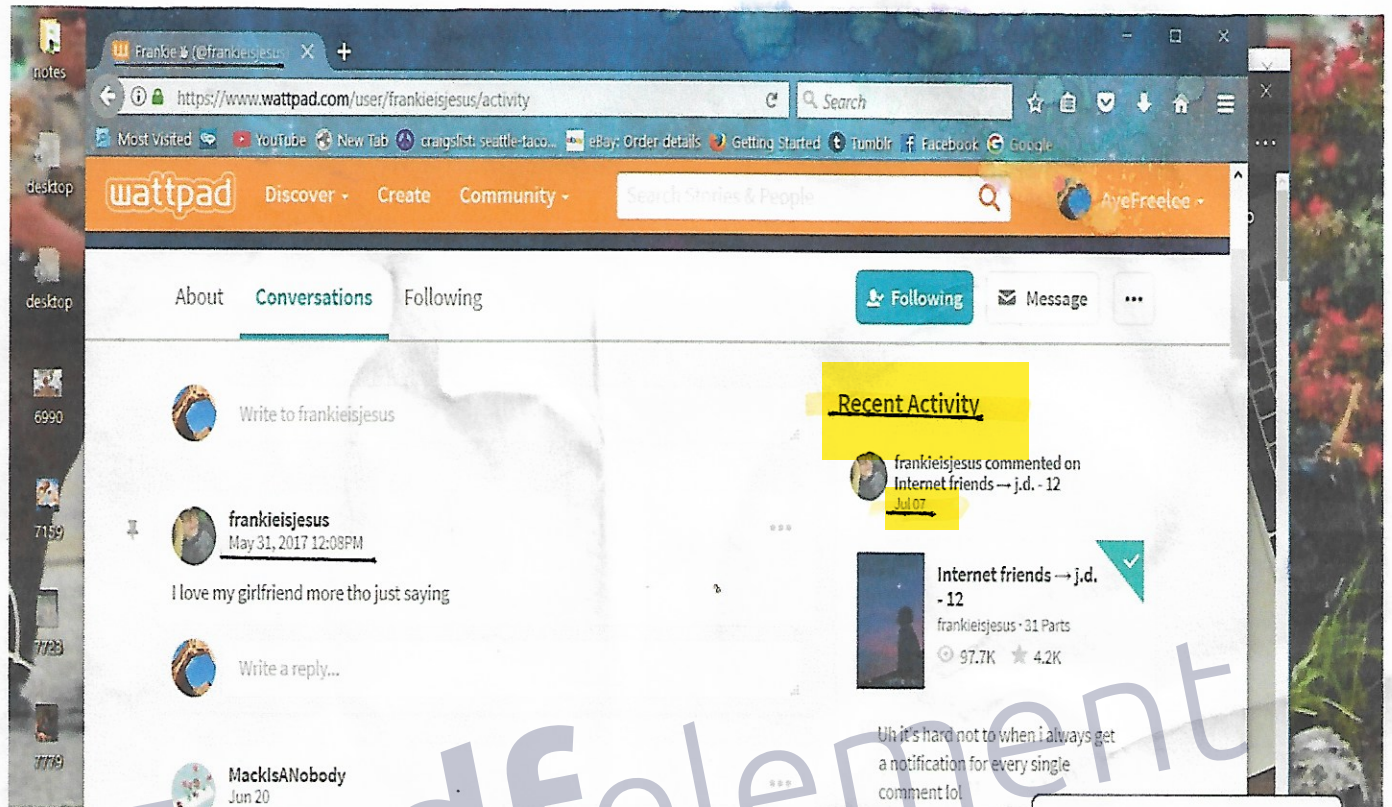 notes
Frankie (@frankieisjesus)
https://www.wattpad.com/user/frankieisjesus/activity
Search
Most Visited
YouTube
New Tab
craigslist: seattle-taco...
eBay: Order details
Getting Started
Tumblr
Facebook
Google
desktop
wattpad
Discover
Create
Community
Search Stories & People
AyeFreelee
desktop
About
Conversations
Following
Following
Message
6990
Write to frankieisjesus
Recent Activity
frankieisjesus commented on
Internet friends → j.d. - 12
Jul 07
7159
frankieisjesus
May 31, 2017 12:08PM
I love my girlfriend more tho just saying
Internet friends → j.d.
- 12
frankieisjesus · 31 Parts
97.7K
4.2K
7723
Write a reply...
Uh it's hard not to when i always get
a notification for every single
comment lol
7779
MackIsANobody
Jun 20
element